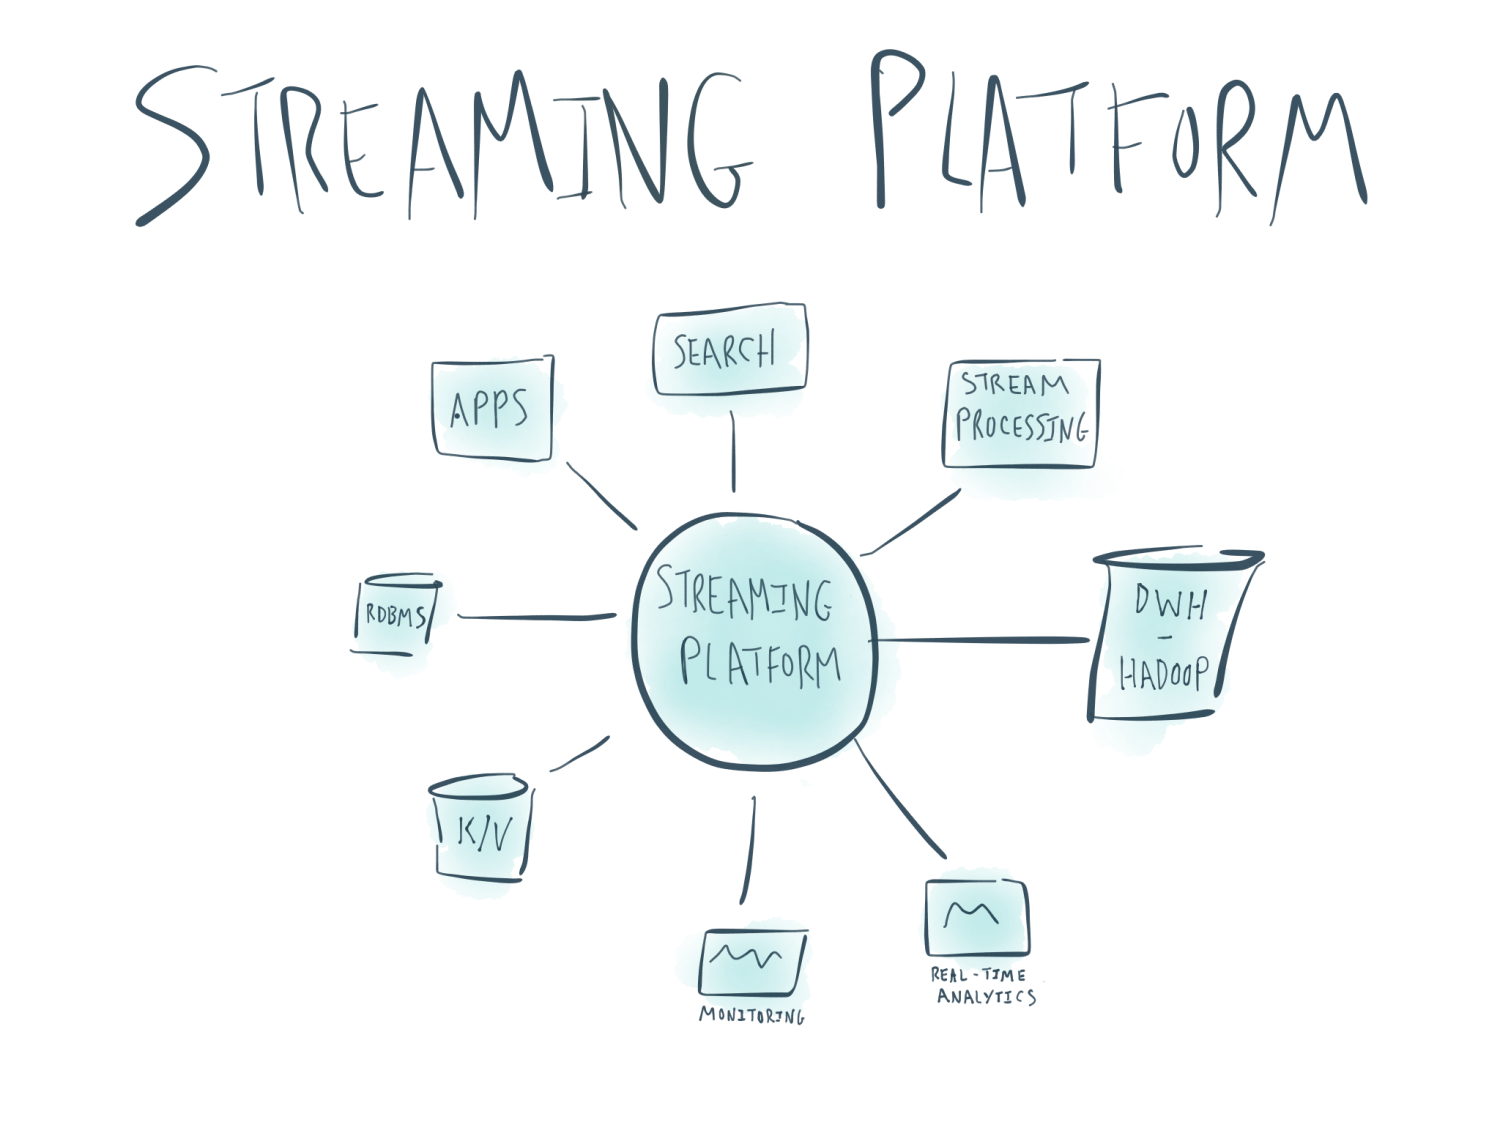 STREAMING PLATFORM
SEARCH
APPS
STREAM
PROCESSING
RDBMS
STREAMING
PLATFORM
DWH
-
HADOOP
K/V
MONITORING
REAL-TIME
ANALYTICS